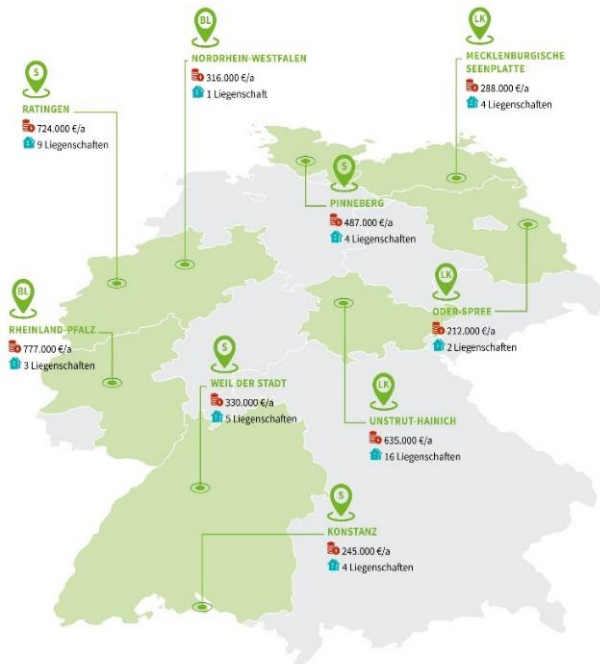 BL
NORDRHEIN-WESTFALEN
316.000 €/a
1 Liegenschaft
LK
MECKLENBURGISCHE
SEENPLATTE
288.000 €/a
4 Liegenschaften
S
RATINGEN
724.000 €/a
9 Liegenschaften
S
PINNEBERG
487.000 €/a
4 Liegenschaften
LK
ODER-SPREE
212.000 €/a
2 Liegenschaften
BL
RHEINLAND-PFALZ
777.000 €/a
3 Liegenschaften
S
WEIL DER STADT
330.000 €/a
5 Liegenschaften
LK
UNSTRUT-HAINICH
635.000 €/a
16 Liegenschaften
S
KONSTANZ
245.000 €/a
4 Liegenschaften